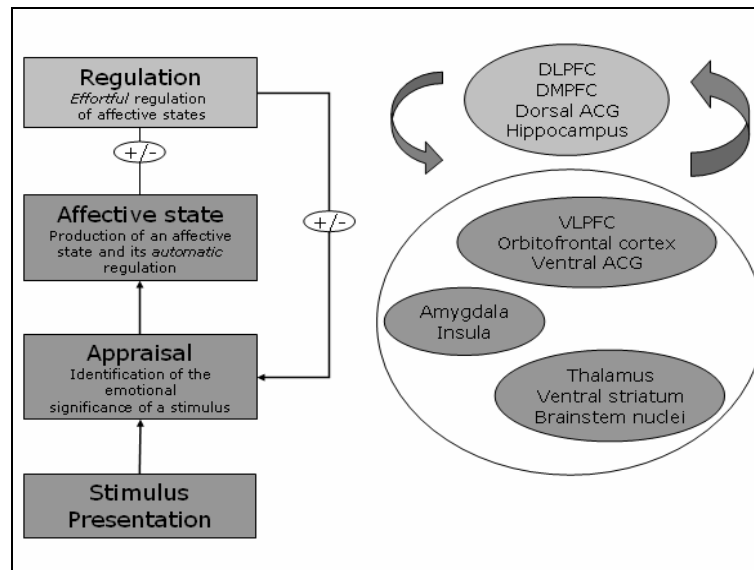 Regulation
Effortful regulation
of affective states
+/-
Affective state
Production of an affective
state and its automatic
regulation
+/-
Appraisal
Identification of the
emotional
significance of a stimulus
Stimulus
Presentation
DLPFC
DMPFC
Dorsal ACG
Hippocampus
VLPFC
Orbitofrontal cortex
Ventral ACG
Amygdala
Insula
Thalamus
Ventral striatum
Brainstem nuclei